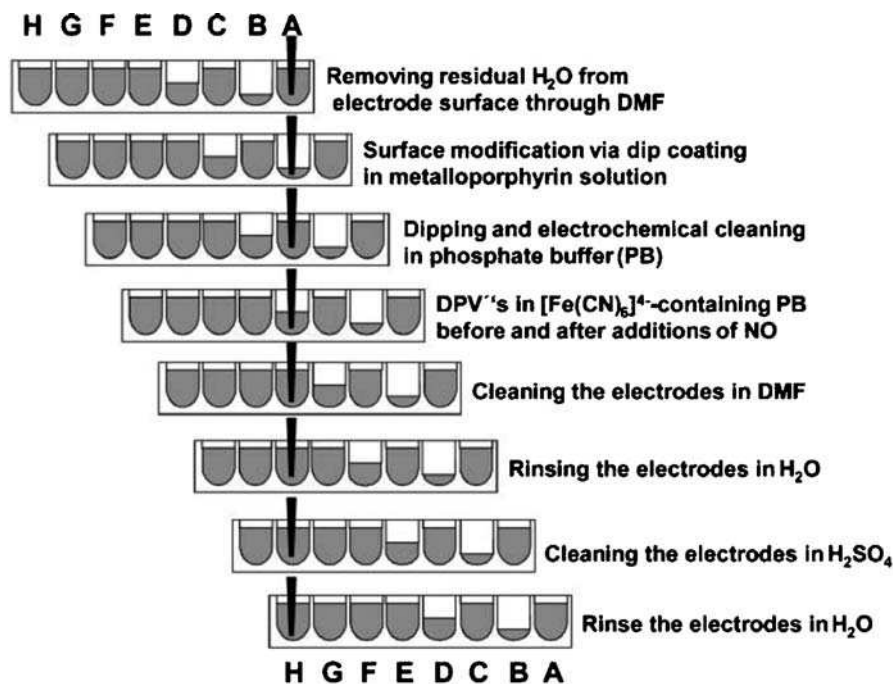 H G F E D C B A
Removing residual H₂O from
electrode surface through DMF
Surface modification via dip coating
in metalloporphyrin solution
Dipping and electrochemical cleaning
in phosphate buffer (PB)
DPV´‘s in [Fe(CN)₆]⁴⁻-containing PB
before and after additions of NO
Cleaning the electrodes in DMF
Rinsing the electrodes in H₂O
Cleaning the electrodes in H₂SO₄
Rinse the electrodes in H₂O
H G F E D C B A